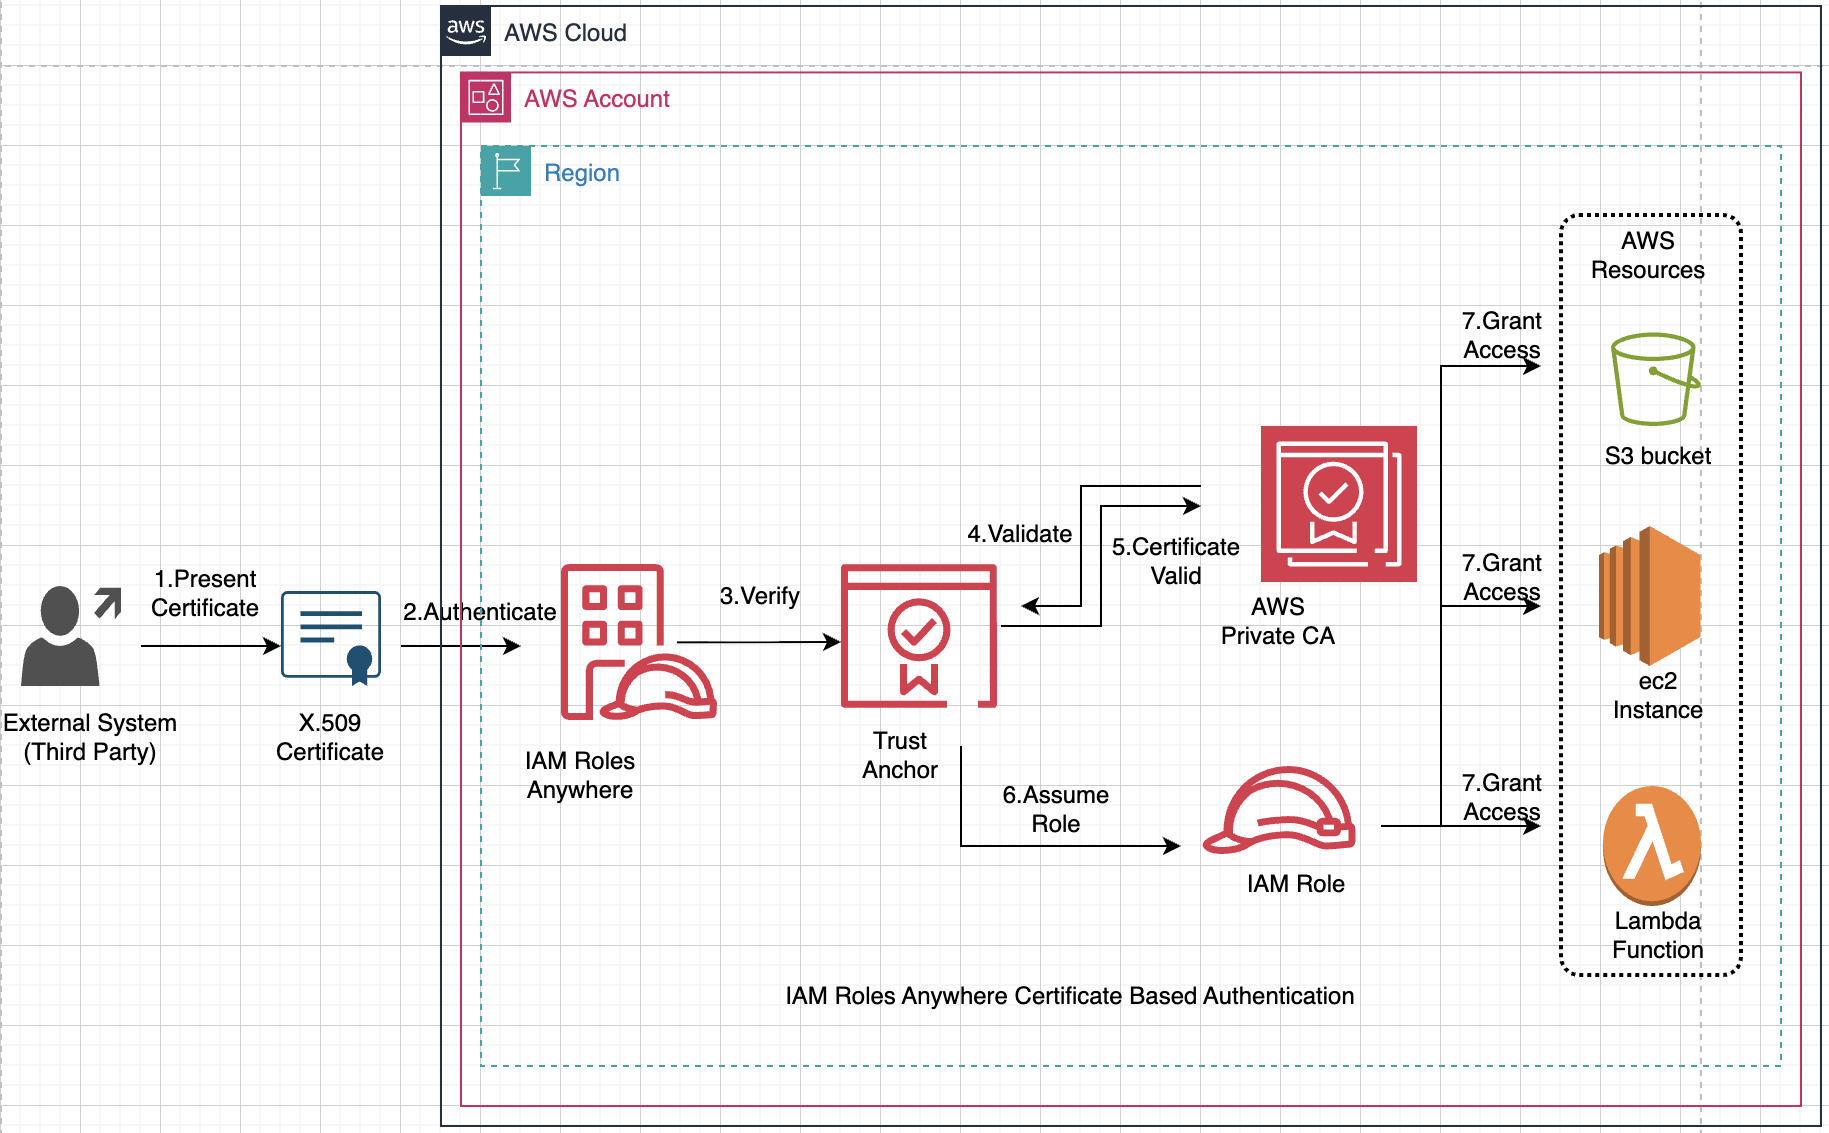 aws
AWS Cloud
AWS Account
Region
AWS
Resources
7.Grant
Access
S3 bucket
4.Validate
5.Certificate
Valid
AWS
Private CA
7.Grant
Access
ec2
Instance
1.Present
Certificate
2.Authenticate
3.Verify
External System
(Third Party)
X.509
Certificate
IAM Roles
Anywhere
Trust
Anchor
6.Assume
Role
IAM Role
7.Grant
Access
Lambda
Function
IAM Roles Anywhere Certificate Based Authentication